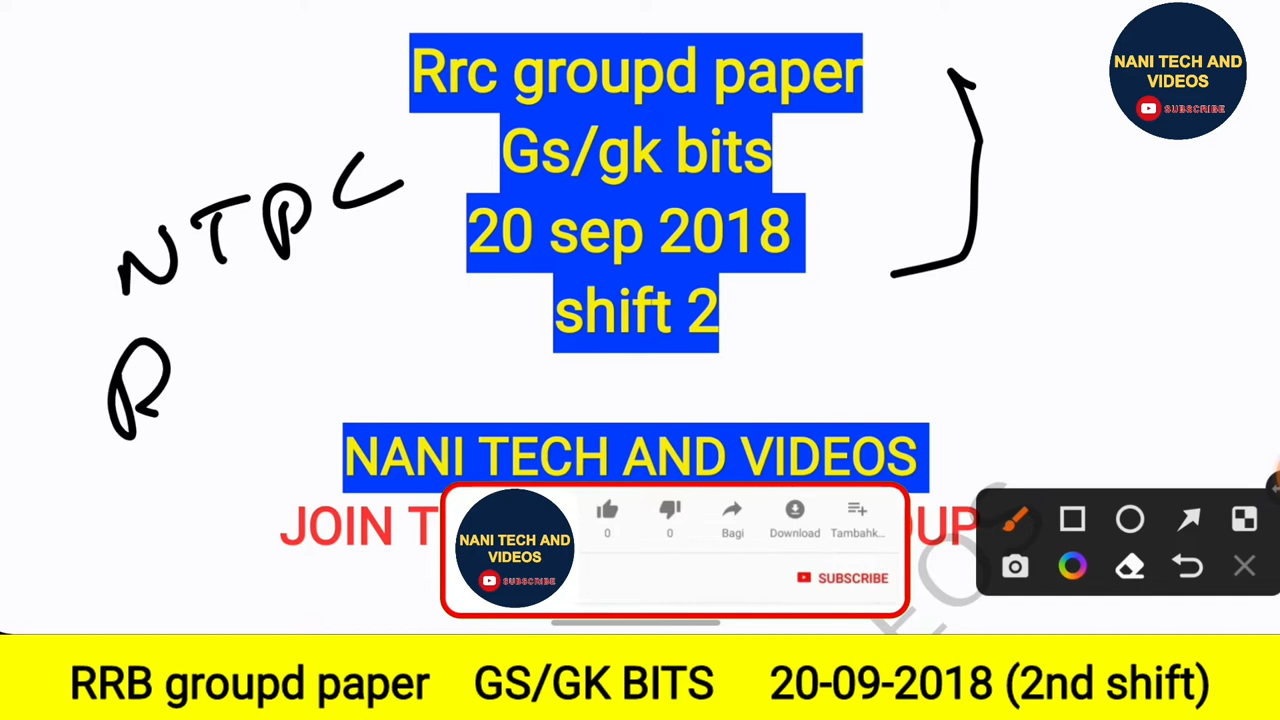 NANI TECH AND
VIDEOS
SUBSCRIBE
Rrc groupd paper
Gs/gk bits
20 sep 2018
shift 2
NTPC
R
NANI TECH AND VIDEOS
JOIN
NANI TECH AND
VIDEOS
SUBSCRIBE
0 0 Bagi Download Tambahk...
SUBSCRIBE
RRB groupd paper GS/GK BITS 20-09-2018 (2nd shift)